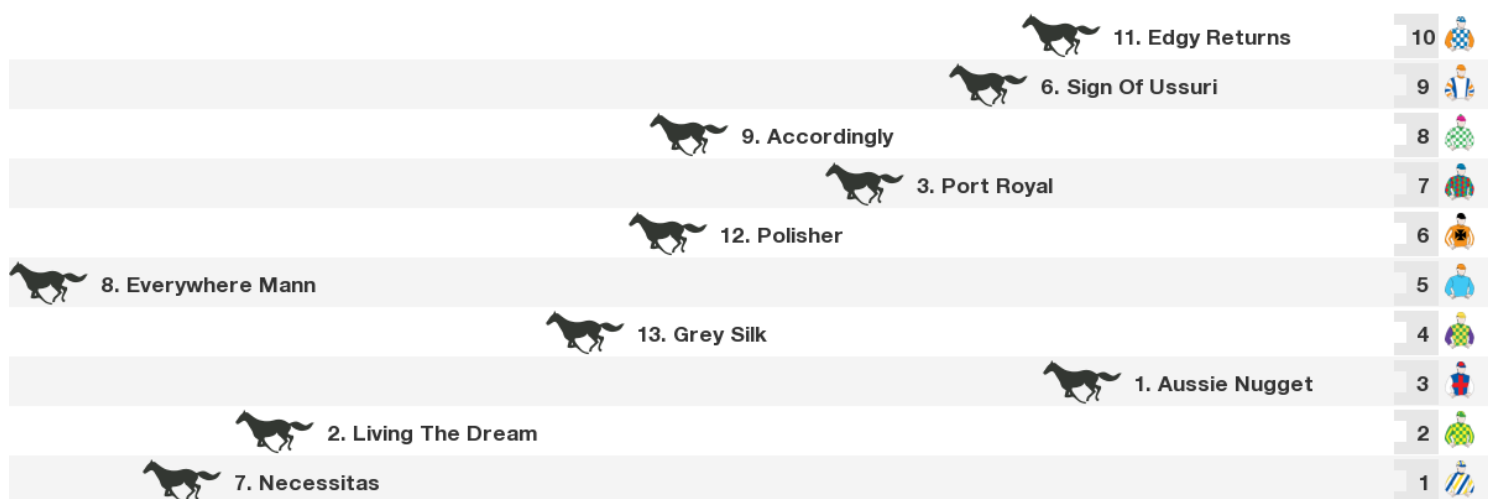 11. Edgy Returns 10
6. Sign Of Ussuri 9
9. Accordingly 8
3. Port Royal 7
12. Polisher 6
8. Everywhere Mann 5
13. Grey Silk 4
1. Aussie Nugget 3
2. Living The Dream 2
7. Necessitas 1